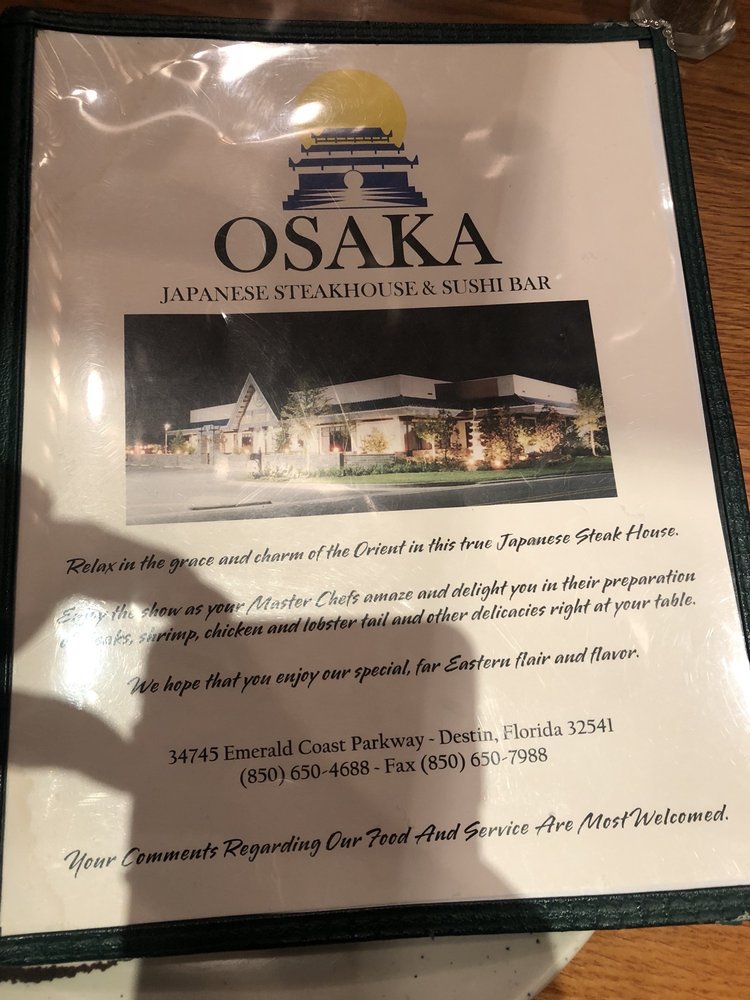 OSAKA
JAPANESE STEAKHOUSE & SUSHI BAR
Relax in the grace and charm of the Orient in this true Japanese Steak House.
Enjoy the show as your Master Chefs amaze and delight you in their preparation
of steaks, shrimp, chicken and lobster tail and other delicacies right at your table.
We hope that you enjoy our special, far Eastern flair and flavor.
34745 Emerald Coast Parkway - Destin, Florida 32541
(850) 650-4688 - Fax (850) 650-7988
Your Comments Regarding Our Food And Service Are Most Welcomed.